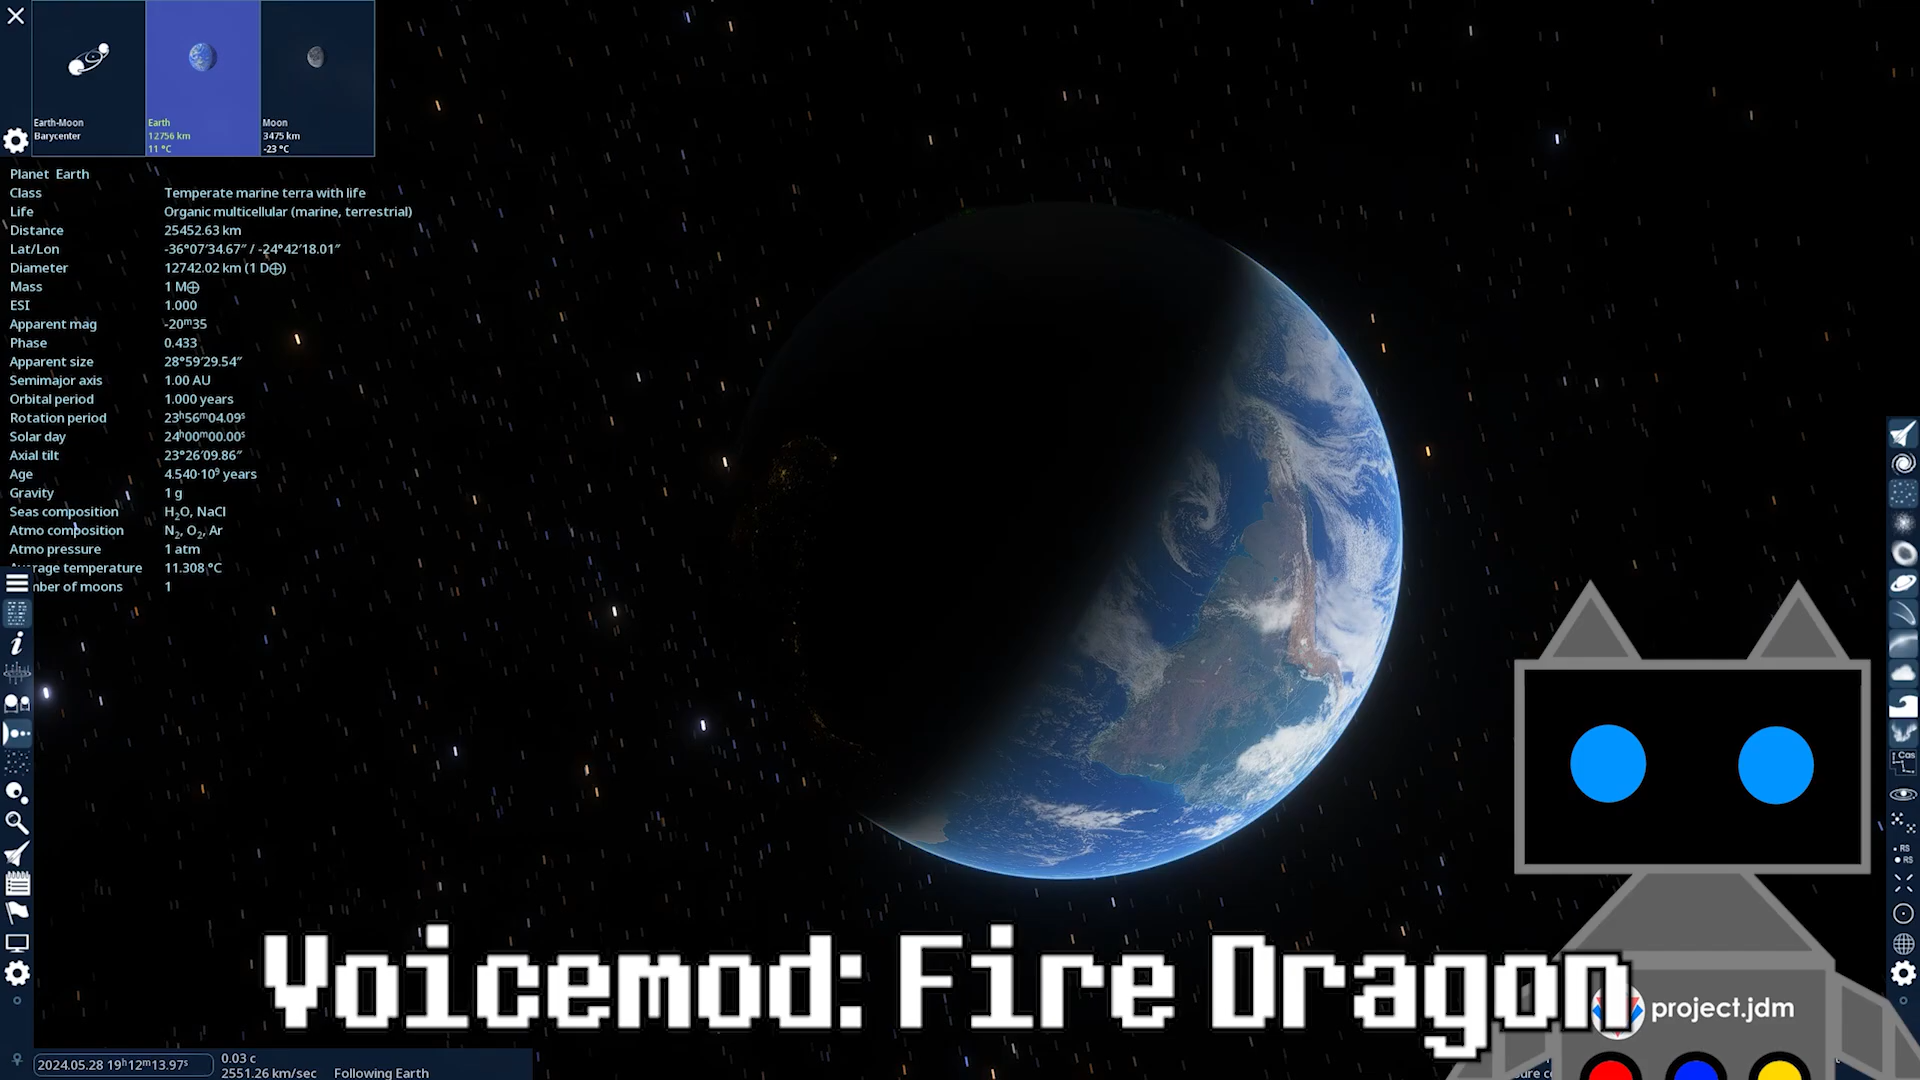 Earth-Moon
Barycenter
Earth
12756 km
11 °C
Moon
3475 km
-23 °C
Planet Earth
Class Temperate marine terra with life
Life Organic multicellular (marine, terrestrial)
Distance 25452.63 km
Lat/Lon -36°07′34.67″ / -24°42′18.01″
Diameter 12742.02 km (1 D⊕)
Mass 1 M⊕
ESI 1.000
Apparent mag -20ᵐ35
Phase 0.433
Apparent size 28°59′29.54″
Semimajor axis 1.00 AU
Orbital period 1.000 years
Rotation period 23ʰ56ᵐ04.09ˢ
Solar day 24ʰ00ᵐ00.00ˢ
Axial tilt 23°26′09.86″
Age 4.540·10⁹ years
Gravity 1 g
Seas composition H₂O, NaCl
Atmo composition N₂, O₂, Ar
Atmo pressure 1 atm
rage temperature 11.308 °C
ber of moons 1
Cas
RS
RS
Voicemod: Fire Dragon
project.jdm
2024.05.28 19ʰ12ᵐ13.97ˢ
0.03 c
2551.26 km/sec Following Earth